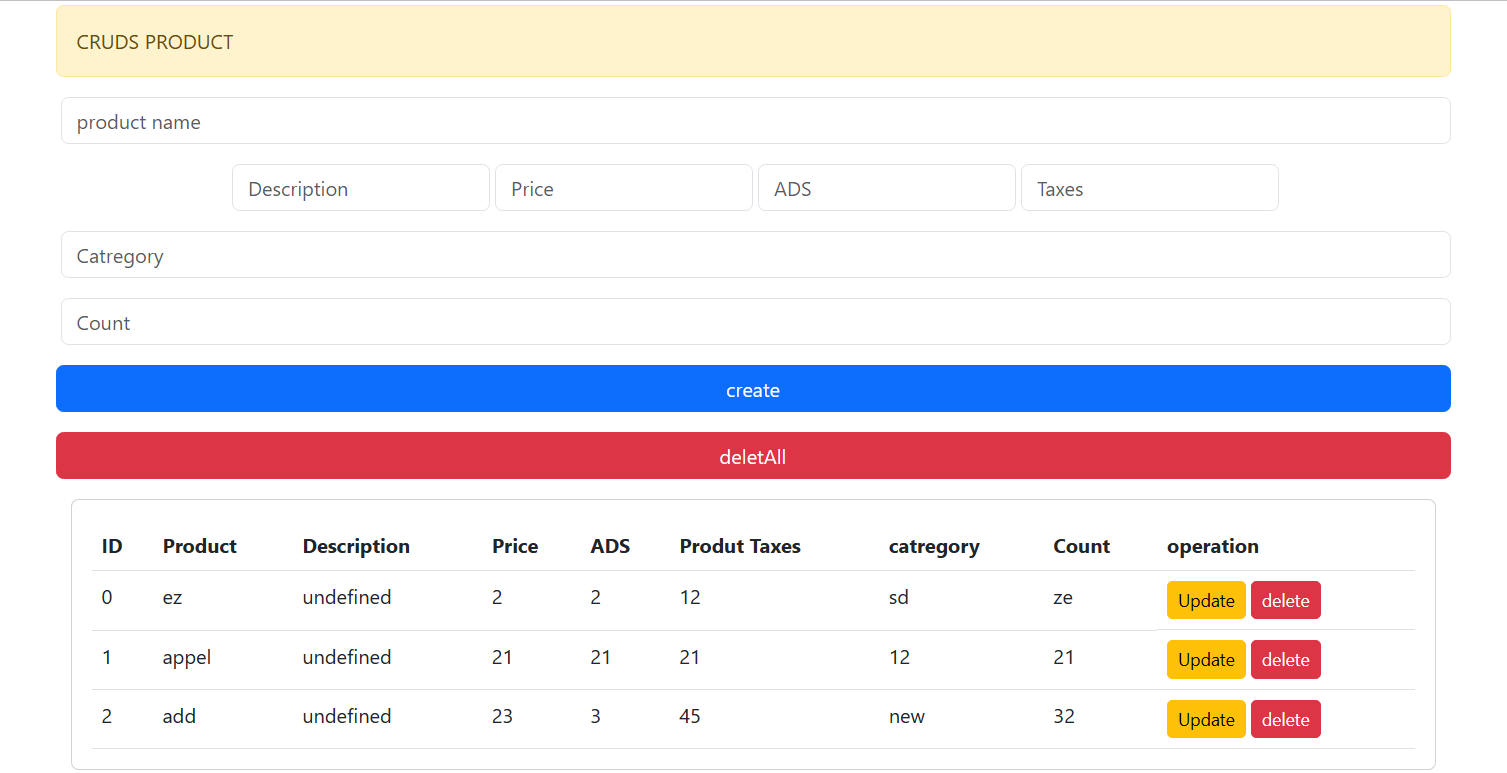 CRUDS PRODUCT
product name
Description Price ADS Taxes
Catregory
Count
create
deletAll
ID Product Description Price ADS Produt Taxes catregory Count operation
0 ez undefined 2 2 12 sd ze Update delete
1 appel undefined 21 21 21 12 21 Update delete
2 add undefined 23 3 45 new 32 Update delete